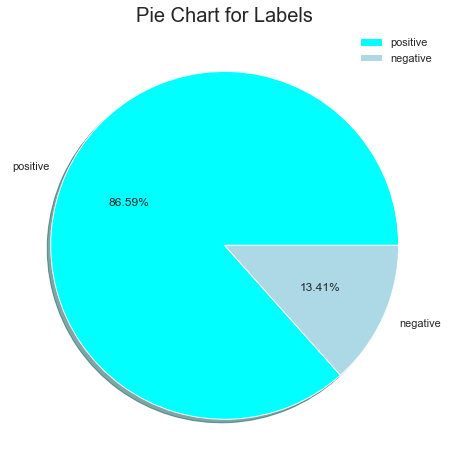 Pie Chart for Labels
positive
negative
positive
86.59%
13.41%
negative